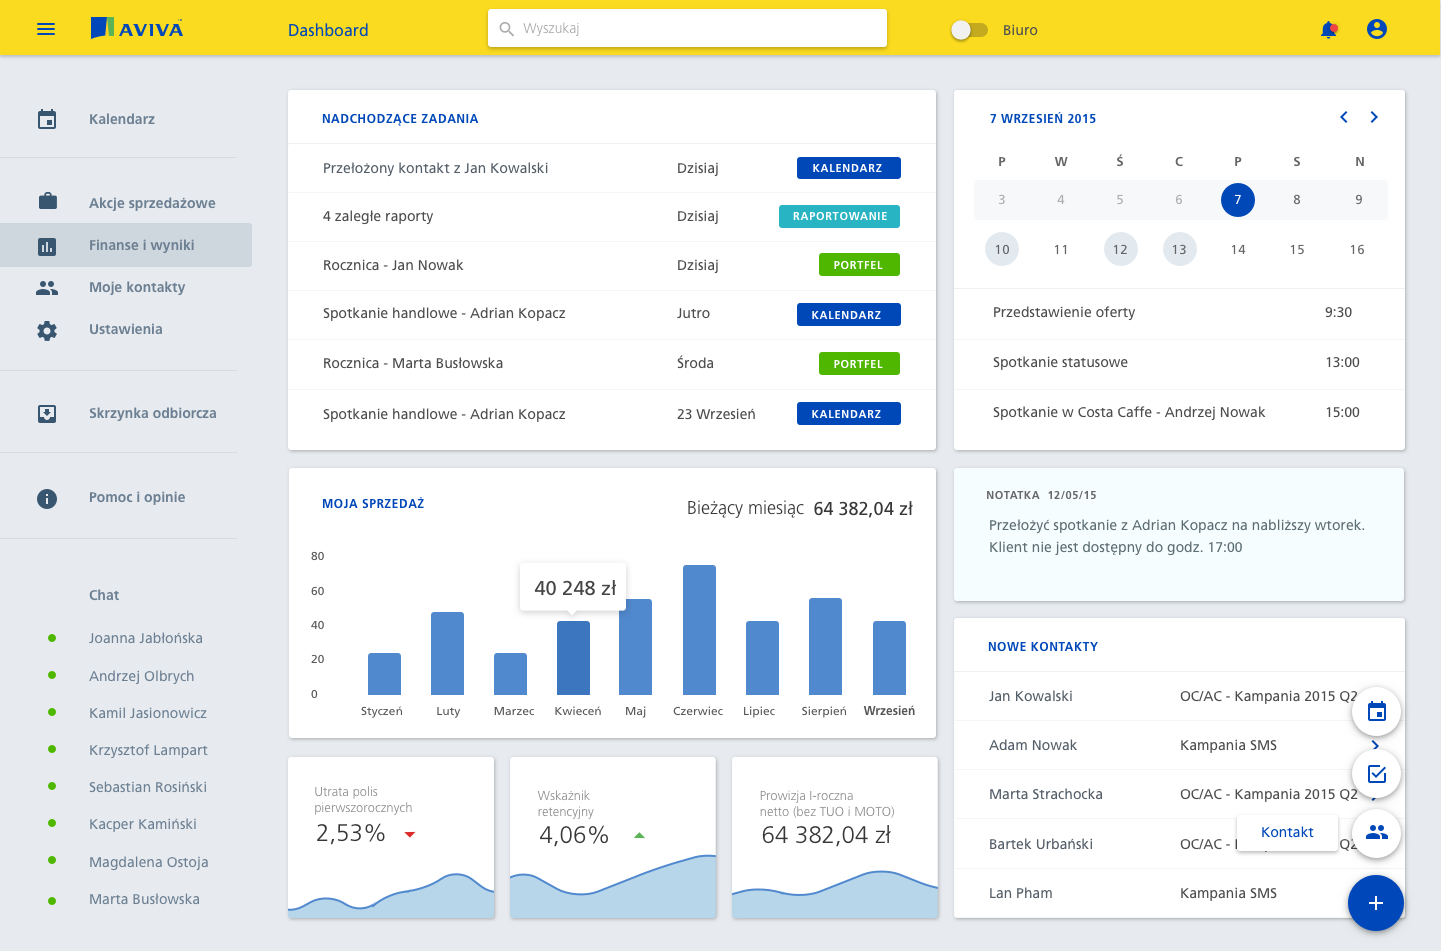 AVIVA
Dashboard
Wyszukaj
Biuro
Kalendarz
Akcje sprzedażowe
Finanse i wyniki
Moje kontakty
Ustawienia
Skrzynka odbiorcza
Pomoc i opinie
Chat
Joanna Jabłońska
Andrzej Olbrych
Kamil Jasionowicz
Krzysztof Lampart
Sebastian Rosiński
Kacper Kamiński
Magdalena Ostoja
Marta Busłowska
NADCHODZĄCE ZADANIA
Przełożony kontakt z Jan Kowalski Dzisiaj KALENDARZ
4 zaległe raporty Dzisiaj RAPORTOWANIE
Rocznica - Jan Nowak Dzisiaj PORTFEL
Spotkanie handlowe - Adrian Kopacz Jutro KALENDARZ
Rocznica - Marta Busłowska Środa PORTFEL
Spotkanie handlowe - Adrian Kopacz 23 Wrzesień KALENDARZ
7 WRZESIEŃ 2015
P W Ś C P S N
3 4 5 6 7 8 9
10 11 12 13 14 15 16
Przedstawienie oferty 9:30
Spotkanie statusowe 13:00
Spotkanie w Costa Caffe - Andrzej Nowak 15:00
MOJA SPRZEDAŻ
Bieżący miesiąc 64 382,04 zł
80
60
40
20
0
40 248 zł
Styczeń Luty Marzec Kwiecień Maj Czerwiec Lipiec Sierpień Wrzesień
NOTATKA 12/05/15
Przełożyć spotkanie z Adrian Kopacz na nabliższy wtorek.
Klient nie jest dostępny do godz. 17:00
Utrata polis
pierwszorocznych
2,53%
Wskaźnik
retencyjny
4,06%
Prowizja I-roczna
netto (bez TUO i MOTO)
64 382,04 zł
NOWE KONTAKTY
Jan Kowalski OC/AC - Kampania 2015 Q2
Adam Nowak Kampania SMS
Marta Strachocka OC/AC - Kampania 2015 Q2
Bartek Urbański OC/AC - Q2
Kontakt
Lan Pham Kampania SMS